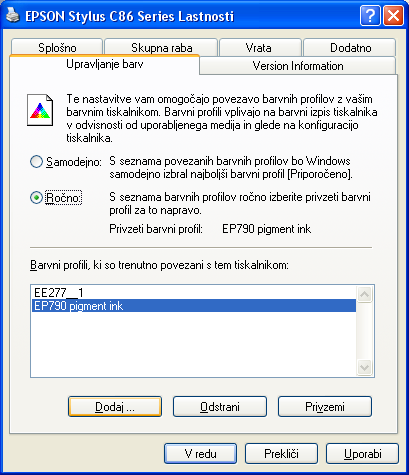 EPSON Stylus C86 Series Lastnosti
Splošno
Skupna raba
Vrata
Dodatno
Upravljanje barv
Version Information
Te nastavitve vam omogočajo povezavo barvnih profilov z vašim
barvnim tiskalnikom. Barvni profili vplivajo na barvni izpis tiskalnika
v odvisnosti od uporabljenega medija in glede na konfiguracijo
tiskalnika.
Samodejno:
S seznama povezanih barvnih profilov bo Windows
samodejno izbral najboljši barvni profil [Priporočeno].
Ročno:
S seznama barvnih profilov ročno izberite privzeti barvni
profil za to napravo.
Privzeti barvni profil:
EP790 pigment ink
Barvni profili, ki so trenutno povezani s tem tiskalnikom:
EE277__1
EP790 pigment ink
Dodaj ...
Odstrani
Privzemi
V redu
Prekliči
Uporabi